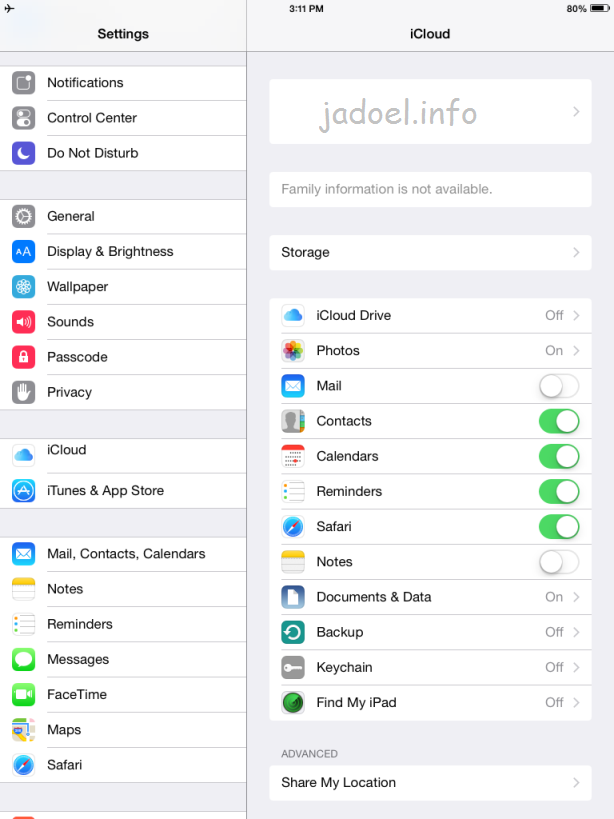 3:11 PM
80%
Settings
Notifications
Control Center
Do Not Disturb
General
AA Display & Brightness
Wallpaper
Sounds
Passcode
Privacy
iCloud
iTunes & App Store
Mail, Contacts, Calendars
Notes
Reminders
Messages
FaceTime
Maps
Safari
iCloud
jadoel.info
Family information is not available.
Storage
iCloud Drive Off
Photos On
Mail
Contacts
Calendars
Reminders
Safari
Notes
Documents & Data On
Backup Off
Keychain Off
Find My iPad Off
ADVANCED
Share My Location